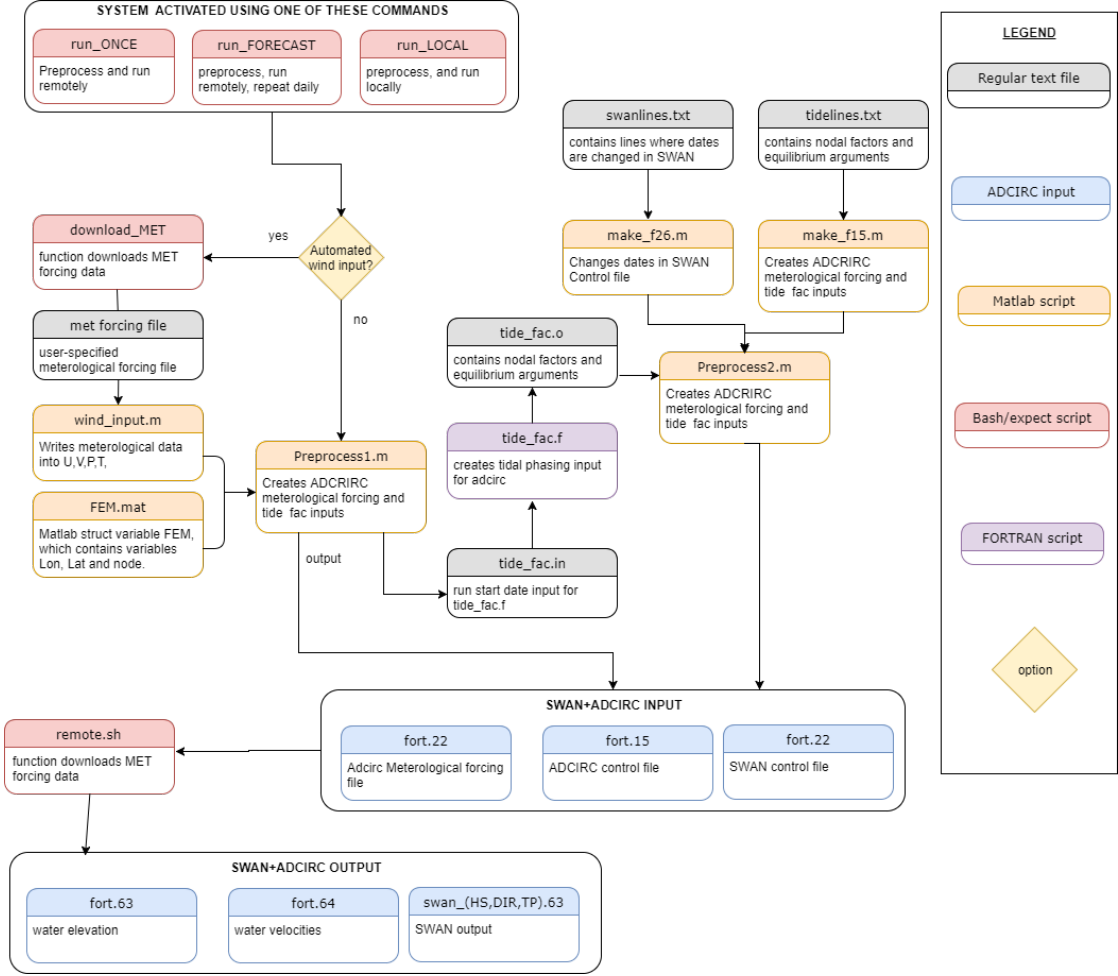 SYSTEM ACTIVATED USING ONE OF THESE COMMANDS
run_ONCE
Preprocess and run
remotely
run_FORECAST
preprocess, run
remotely, repeat daily
run_LOCAL
preprocess, and run
locally
swanlines.txt
contains lines where dates
are changed in SWAN
tidelines.txt
contains nodal factors and
equilibrium arguments
download_MET
function downloads MET
forcing data
yes
Automated
wind input?
no
make_f26.m
Changes dates in SWAN
Control file
make_f15.m
Creates ADCRIRC
meterological forcing and
tide_fac inputs
met forcing file
user-specified
meterological forcing file
tide_fac.o
contains nodal factors and
equilibrium arguments
Preprocess2.m
Creates ADCRIRC
meterological forcing and
tide_fac inputs
wind_input.m
Writes meterological data
into U,V,P,T,
tide_fac.f
creates tidal phasing input
for adcirc
Preprocess1.m
Creates ADCRIRC
meterological forcing and
tide_fac inputs
FEM.mat
Matlab struct variable FEM,
which contains variables
Lon, Lat and node.
output
tide_fac.in
run start date input for
tide_fac.f
SWAN+ADCIRC INPUT
fort.22
Adcirc Meterological forcing
file
fort.15
ADCIRC control file
fort.22
SWAN control file
remote.sh
function downloads MET
forcing data
SWAN+ADCIRC OUTPUT
fort.63
water elevation
fort.64
water velocities
swan_(HS,DIR,TP).63
SWAN output
LEGEND
Regular text file
ADCIRC input
Matlab script
Bash/expect script
FORTRAN script
option